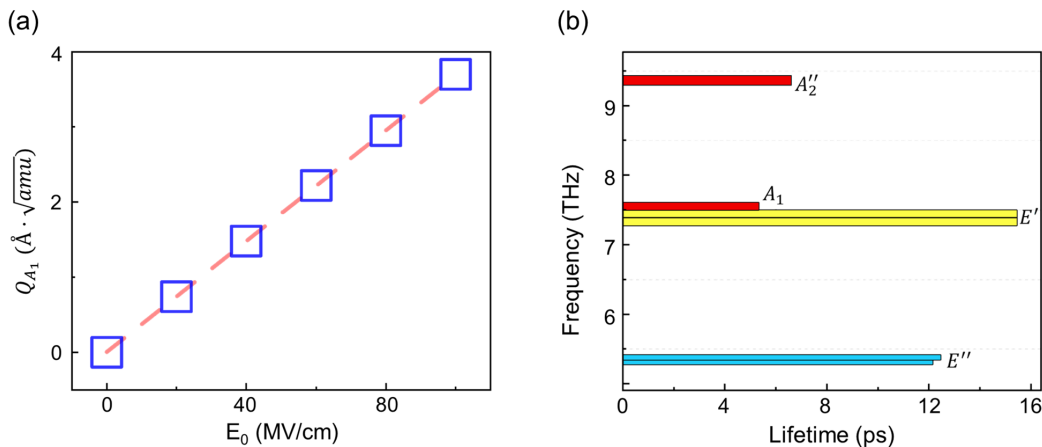 (a)
(b)
4
2
0
Q_{A_1} (Å · √amu)
0
40
80
E₀ (MV/cm)
9
8
7
6
Frequency (THz)
A₂″
A₁
E′
E″
0
4
8
12
16
Lifetime (ps)